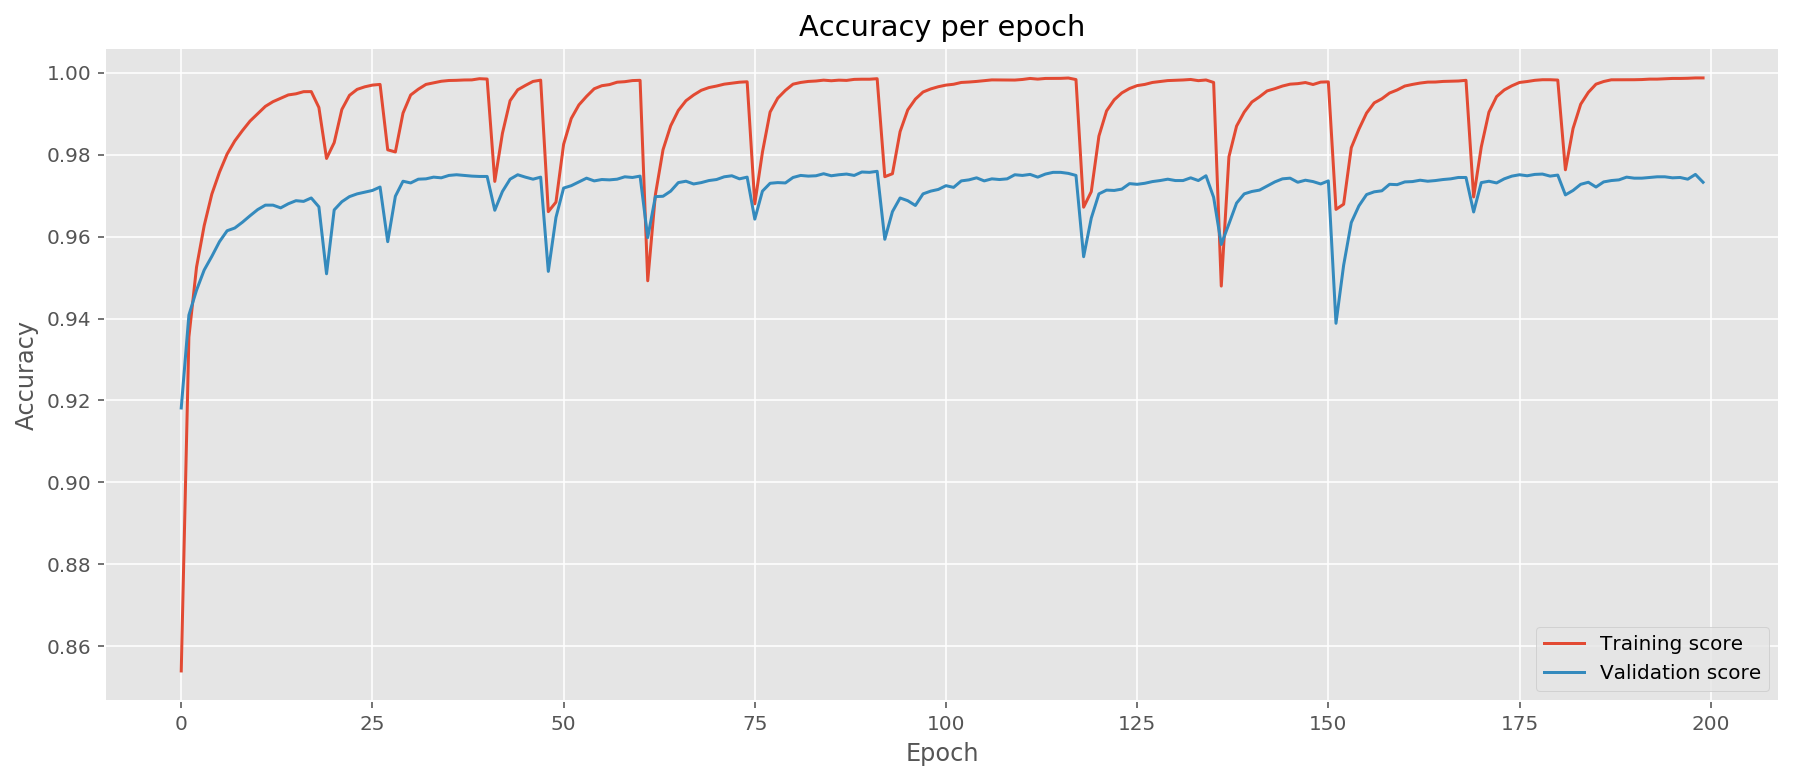 Accuracy per epoch
1.00
0.98
0.96
0.94
0.92
0.90
0.88
0.86
Accuracy
Training score
Validation score
0 25 50 75 100 125 150 175 200
Epoch